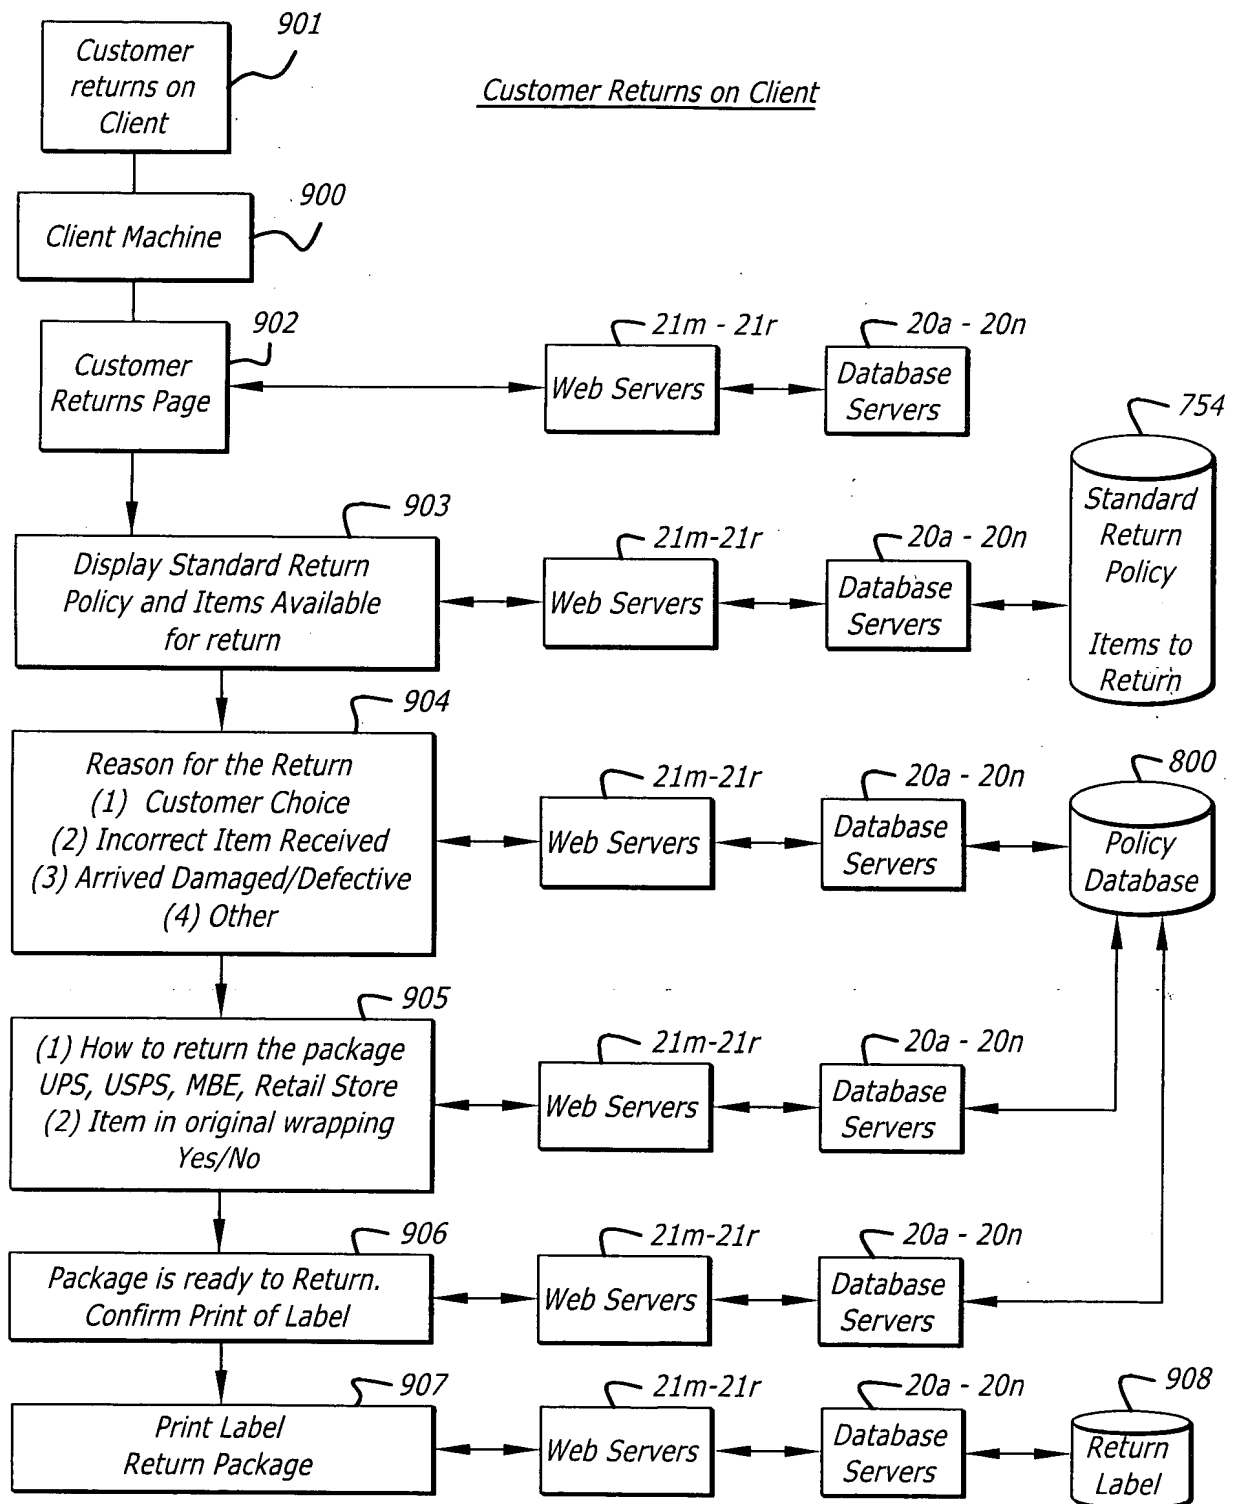 901
Customer
returns on
Client
Customer Returns on Client
900
Client Machine
902
Customer
Returns Page
21m - 21r
Web Servers
20a - 20n
Database
Servers
754
Standard
Return
Policy
Items to
Return
903
Display Standard Return
Policy and Items Available
for return
21m-21r
Web Servers
20a - 20n
Database
Servers
904
Reason for the Return
(1) Customer Choice
(2) Incorrect Item Received
(3) Arrived Damaged/Defective
(4) Other
21m-21r
Web Servers
20a - 20n
Database
Servers
800
Policy
Database
905
(1) How to return the package
UPS, USPS, MBE, Retail Store
(2) Item in original wrapping
Yes/No
21m-21r
Web Servers
20a - 20n
Database
Servers
906
Package is ready to Return.
Confirm Print of Label
21m-21r
Web Servers
20a - 20n
Database
Servers
907
Print Label
Return Package
21m-21r
Web Servers
20a - 20n
Database
Servers
908
Return
Label